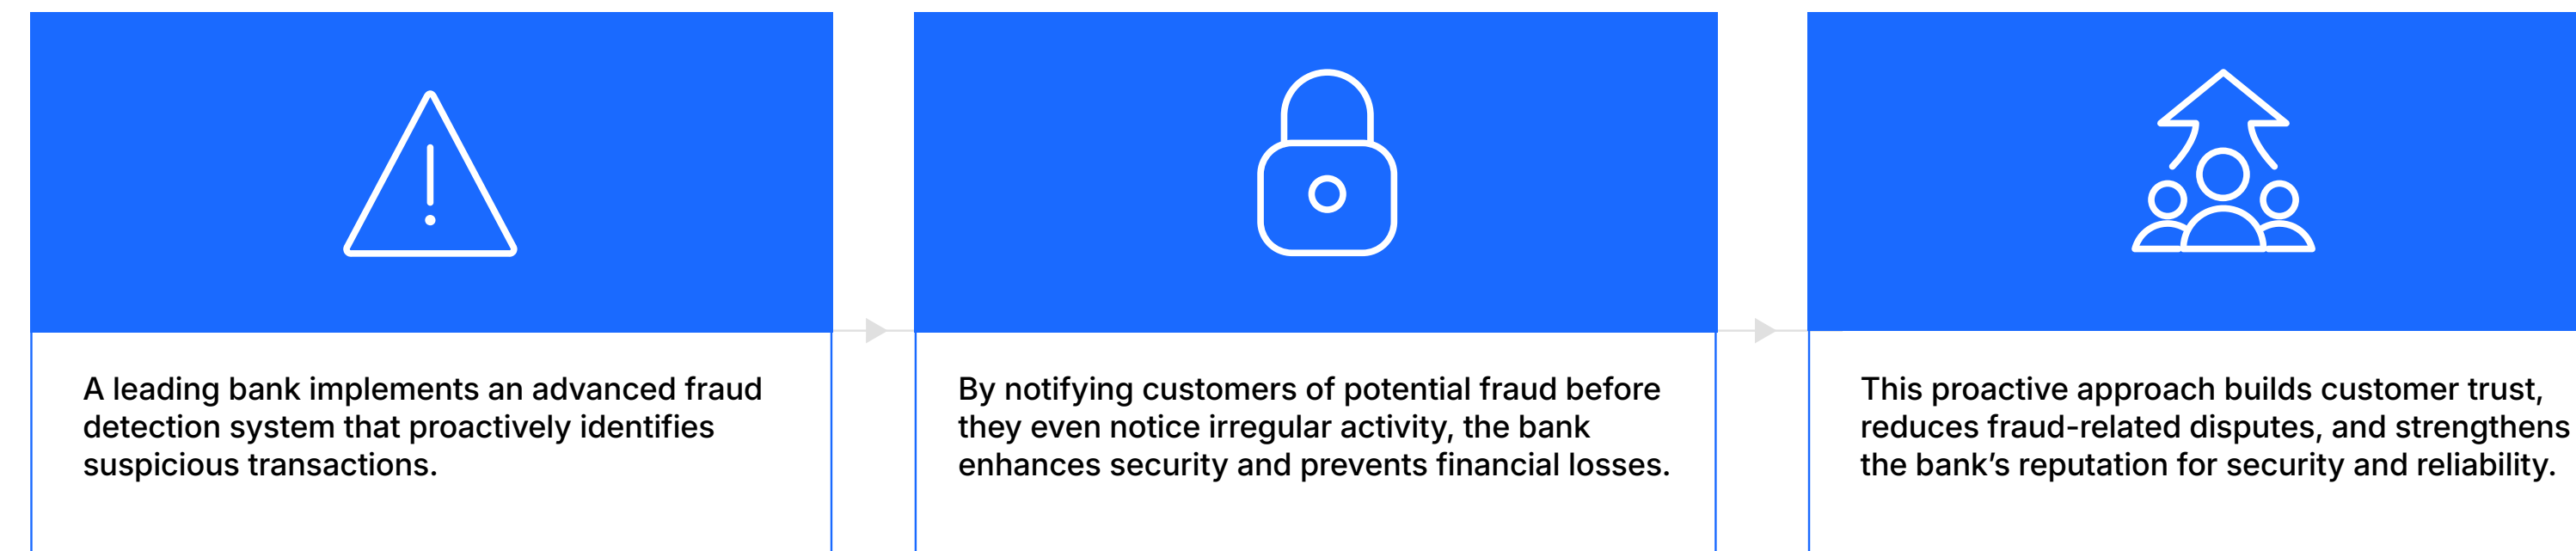 A leading bank implements an advanced fraud
detection system that proactively identifies
suspicious transactions.
By notifying customers of potential fraud before
they even notice irregular activity, the bank
enhances security and prevents financial losses.
This proactive approach builds customer trust,
reduces fraud-related disputes, and strengthens
the bank’s reputation for security and reliability.